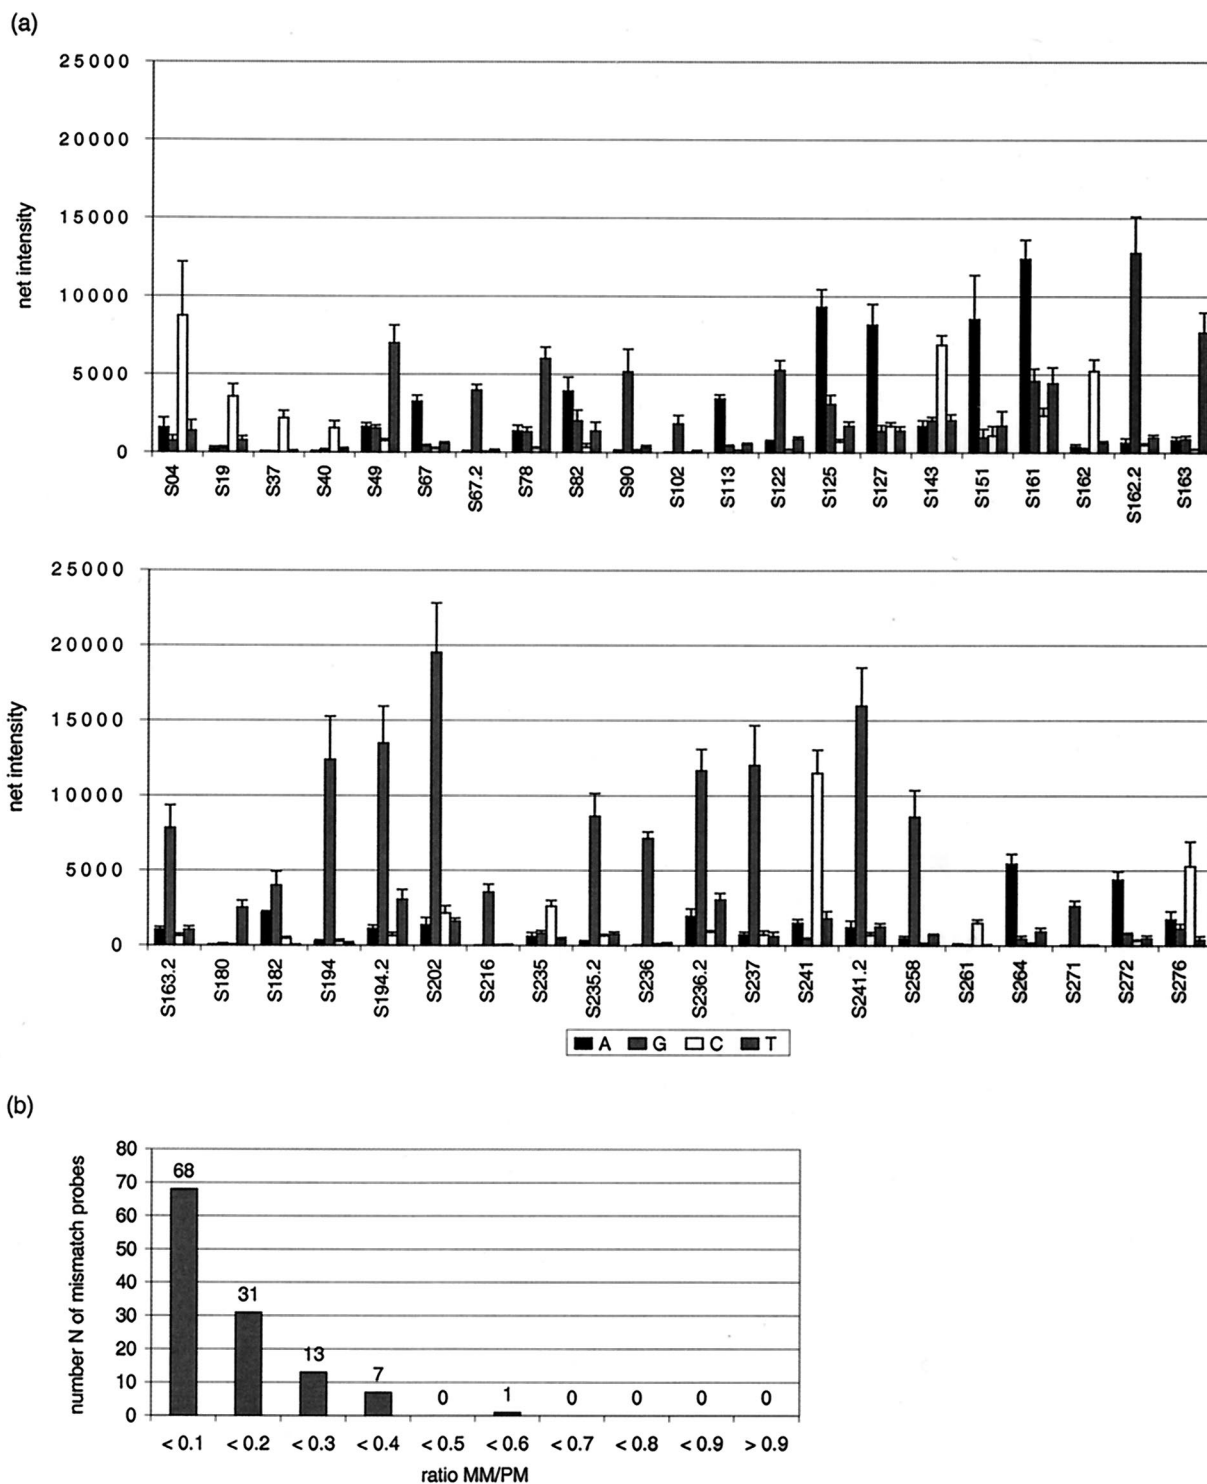 (a)
25000
20000
15000
10000
5000
0
net intensity
S04 S19 S37 S40 S49 S67 S67.2 S78 S82 S90 S102 S113 S122 S125 S127 S143 S151 S161 S162 S162.2 S163
25000
20000
15000
10000
5000
0
net intensity
S163.2 S180 S182 S194 S194.2 S202 S216 S235 S235.2 S236 S236.2 S237 S241 S241.2 S258 S261 S264 S271 S272 S276
A G C T
(b)
80
70
60
50
40
30
20
10
0
number N of mismatch probes
68 31 13 7 0 1 0 0 0 0
< 0.1 < 0.2 < 0.3 < 0.4 < 0.5 < 0.6 < 0.7 < 0.8 < 0.9 > 0.9
ratio MM/PM